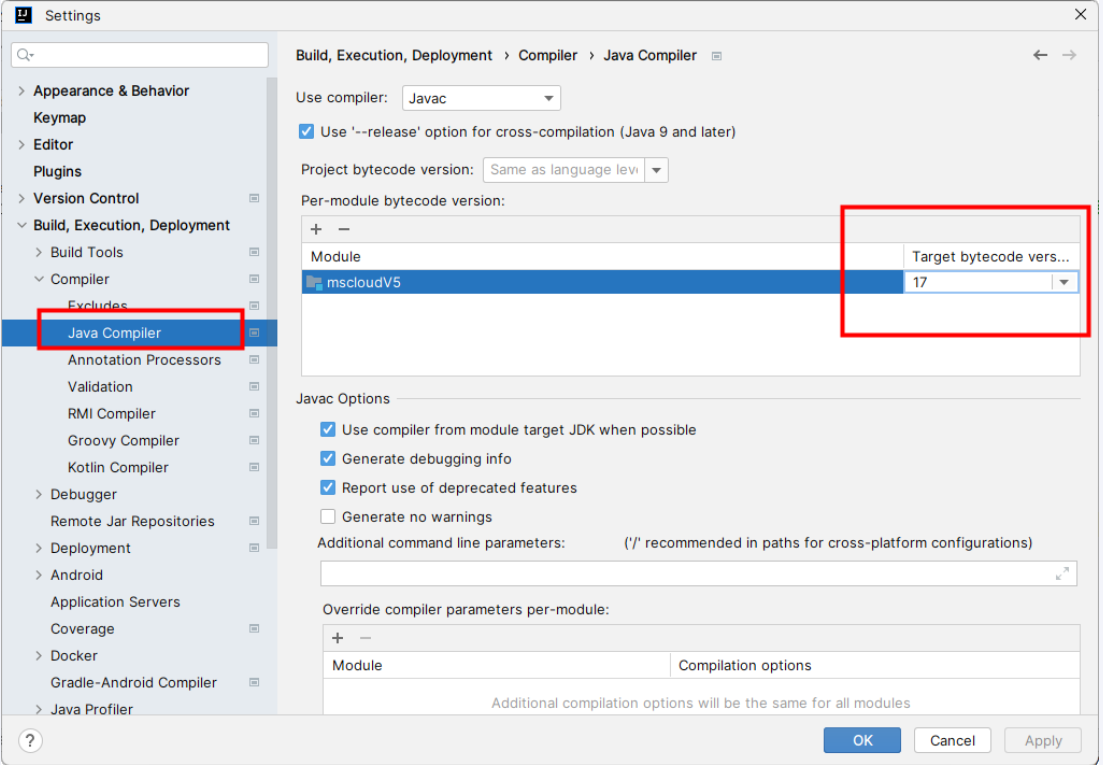 Settings
Appearance & Behavior
Keymap
Editor
Plugins
Version Control
Build, Execution, Deployment
Build Tools
Compiler
Excludes
Java Compiler
Annotation Processors
Validation
RMI Compiler
Groovy Compiler
Kotlin Compiler
Debugger
Remote Jar Repositories
Deployment
Android
Application Servers
Coverage
Docker
Gradle-Android Compiler
Java Profiler
Build, Execution, Deployment › Compiler › Java Compiler
Use compiler: Javac
Use '--release' option for cross-compilation (Java 9 and later)
Project bytecode version: Same as language leve
Per-module bytecode version:
+ −
Module Target bytecode vers...
mscloudV5 17
Javac Options
Use compiler from module target JDK when possible
Generate debugging info
Report use of deprecated features
Generate no warnings
Additional command line parameters: ('/' recommended in paths for cross-platform configurations)
Override compiler parameters per-module:
+ −
Module Compilation options
Additional compilation options will be the same for all modules
? OK Cancel Apply